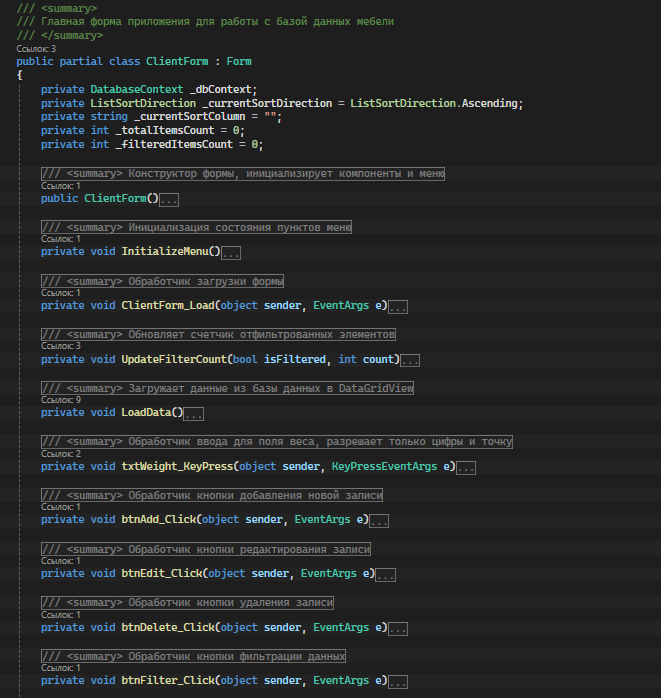 /// <summary>
/// Главная форма приложения для работы с базой данных мебели
/// </summary>
Ссылок: 3
public partial class ClientForm : Form
{
private DatabaseContext _dbContext;
private ListSortDirection _currentSortDirection = ListSortDirection.Ascending;
private string _currentSortColumn = "";
private int _totalItemsCount = 0;
private int _filteredItemsCount = 0;
/// <summary> Конструктор формы, инициализирует компоненты и меню
Ссылок: 1
public ClientForm()...
/// <summary> Инициализация состояния пунктов меню
Ссылок: 1
private void InitializeMenu()...
/// <summary> Обработчик загрузки формы
Ссылок: 1
private void ClientForm_Load(object sender, EventArgs e)...
/// <summary> Обновляет счетчик отфильтрованных элементов
Ссылок: 3
private void UpdateFilterCount(bool isFiltered, int count)...
/// <summary> Загружает данные из базы данных в DataGridView
Ссылок: 9
private void LoadData()...
/// <summary> Обработчик ввода для поля веса, разрешает только цифры и точку
Ссылок: 2
private void txtWeight_KeyPress(object sender, KeyPressEventArgs e)...
/// <summary> Обработчик кнопки добавления новой записи
Ссылок: 1
private void btnAdd_Click(object sender, EventArgs e)...
/// <summary> Обработчик кнопки редактирования записи
Ссылок: 1
private void btnEdit_Click(object sender, EventArgs e)...
/// <summary> Обработчик кнопки удаления записи
Ссылок: 1
private void btnDelete_Click(object sender, EventArgs e)...
/// <summary> Обработчик кнопки фильтрации данных
Ссылок: 1
private void btnFilter_Click(object sender, EventArgs e)...